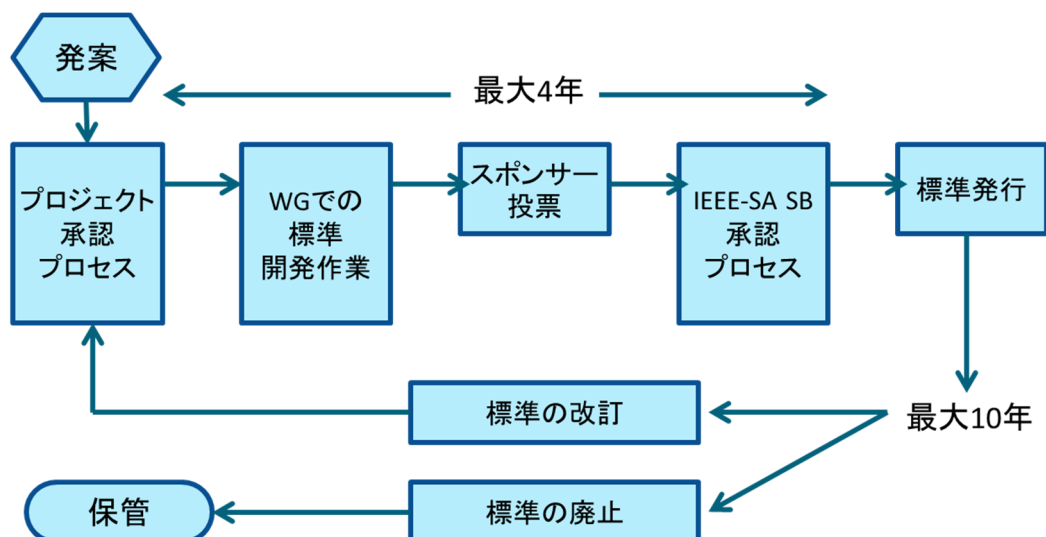 発案
最大4年
プロジェクト
承認
プロセス
WGでの
標準
開発作業
スポンサー
投票
IEEE-SA SB
承認
プロセス
標準発行
標準の改訂
最大10年
保管
標準の廃止